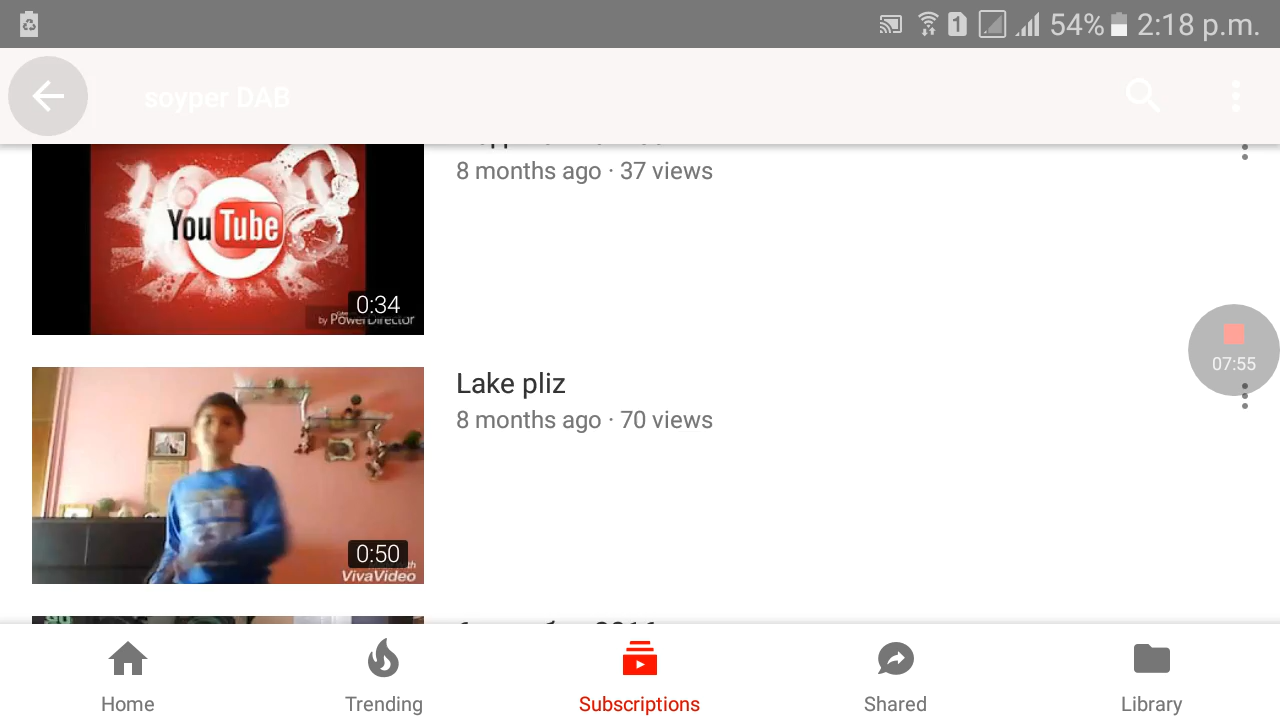 1 54% 2:18 p.m.
soyper DAB
8 months ago · 37 views
YouTube
0:34
by PowerDirector
07:55
Lake pliz
8 months ago · 70 views
0:50
VivaVideo
Home
Trending
Subscriptions
Shared
Library